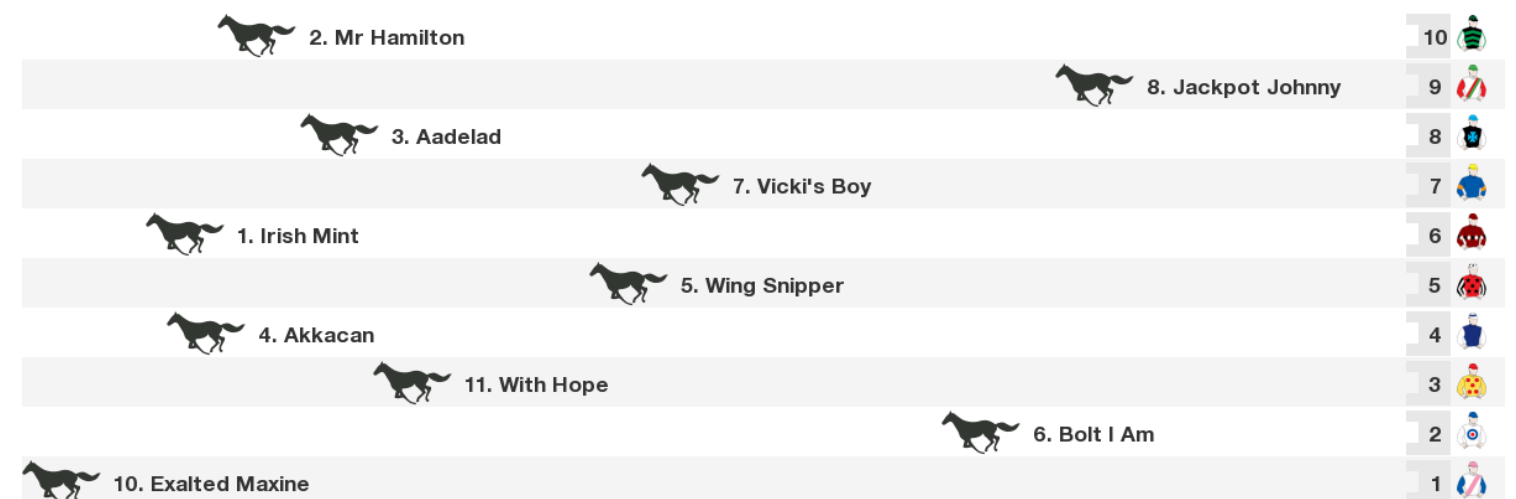 2. Mr Hamilton 10
8. Jackpot Johnny 9
3. Aadelad 8
7. Vicki's Boy 7
1. Irish Mint 6
5. Wing Snipper 5
4. Akkacan 4
11. With Hope 3
6. Bolt I Am 2
10. Exalted Maxine 1